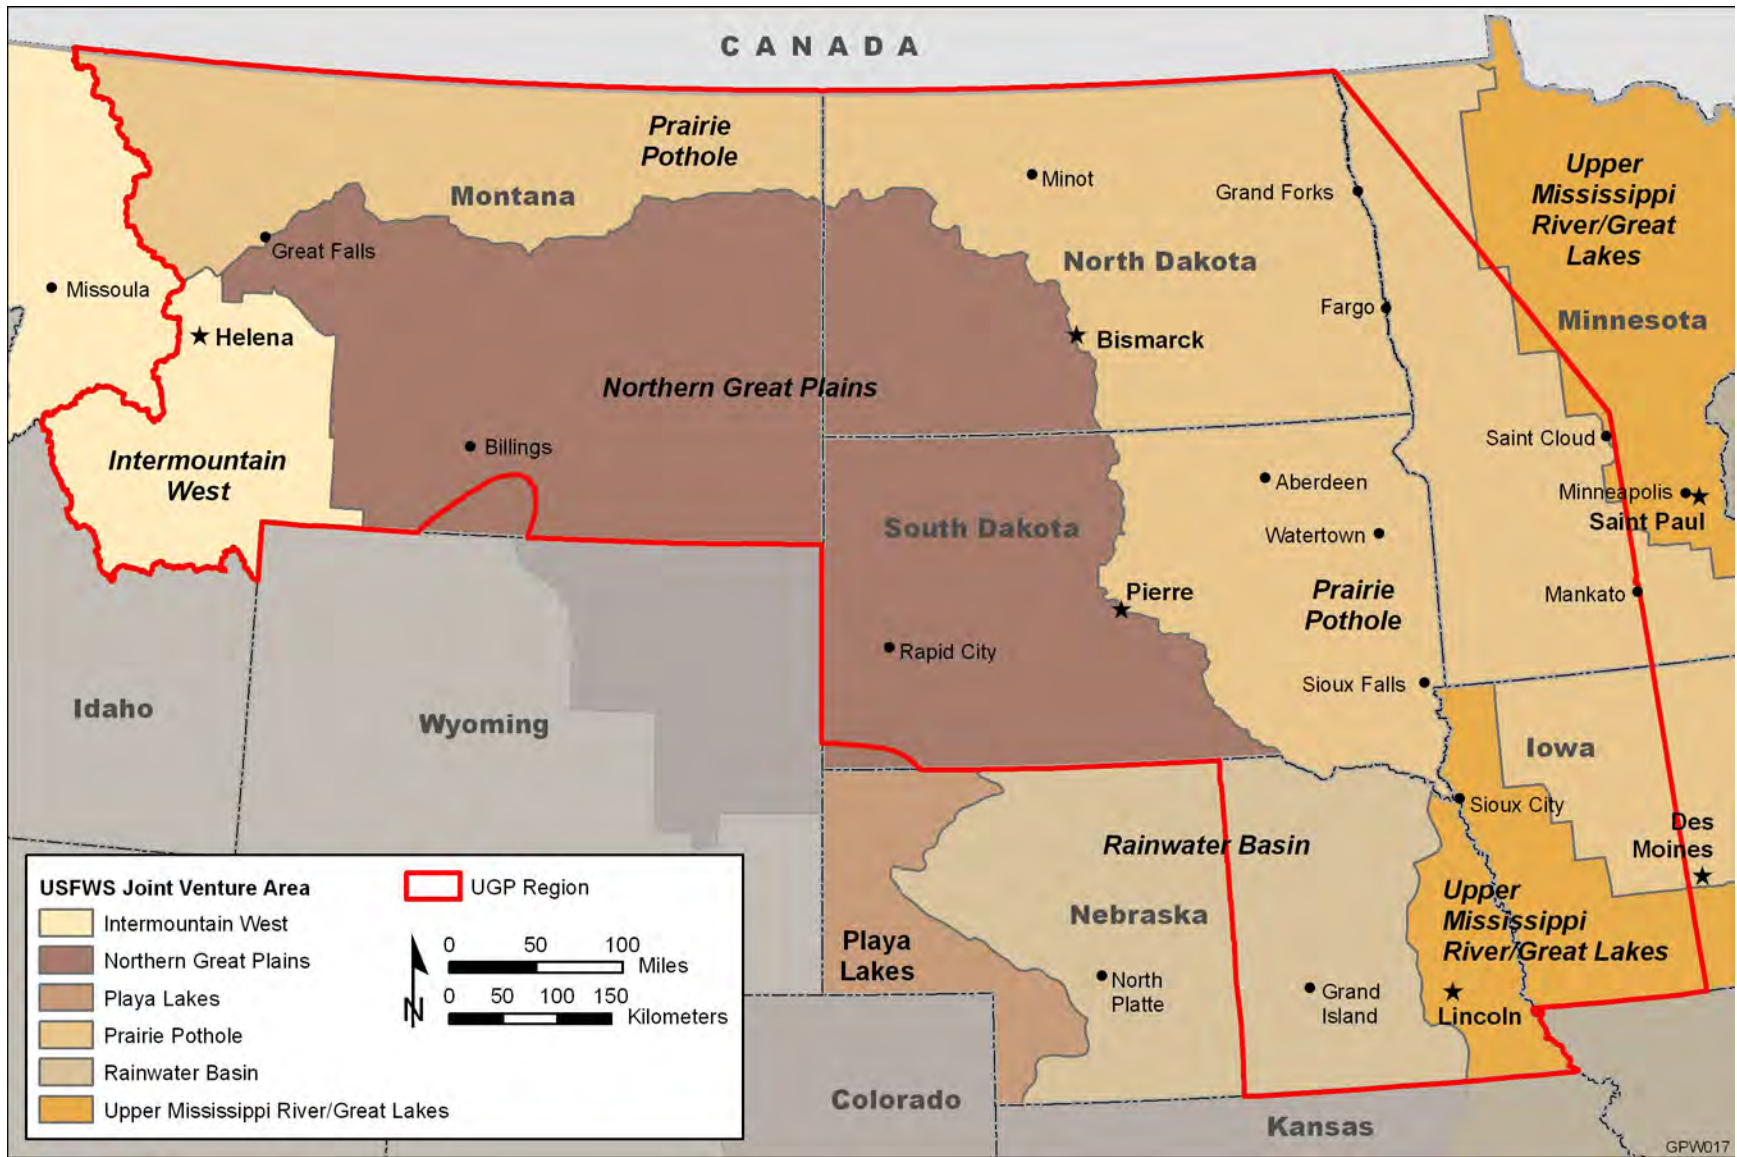 CANADA
Prairie
Pothole
Montana
Minot
Grand Forks
Upper
Mississippi
River/Great
Lakes
Great Falls
North Dakota
Missoula
Fargo
Minnesota
Helena
Bismarck
Northern Great Plains
Billings
Saint Cloud
Intermountain
West
Aberdeen
Minneapolis
Saint Paul
South Dakota
Watertown
Pierre
Prairie
Pothole
Mankato
Rapid City
Sioux Falls
Idaho
Wyoming
Iowa
Sioux City
Des
Moines
Rainwater Basin
Nebraska
Upper
Mississippi
River/Great Lakes
Playa
Lakes
North
Platte
Grand
Island
Lincoln
Colorado
Kansas
USFWS Joint Venture Area
Intermountain West
Northern Great Plains
Playa Lakes
Prairie Pothole
Rainwater Basin
Upper Mississippi River/Great Lakes
UGP Region
N
0 50 100
Miles
0 50 100 150
Kilometers
GPW017